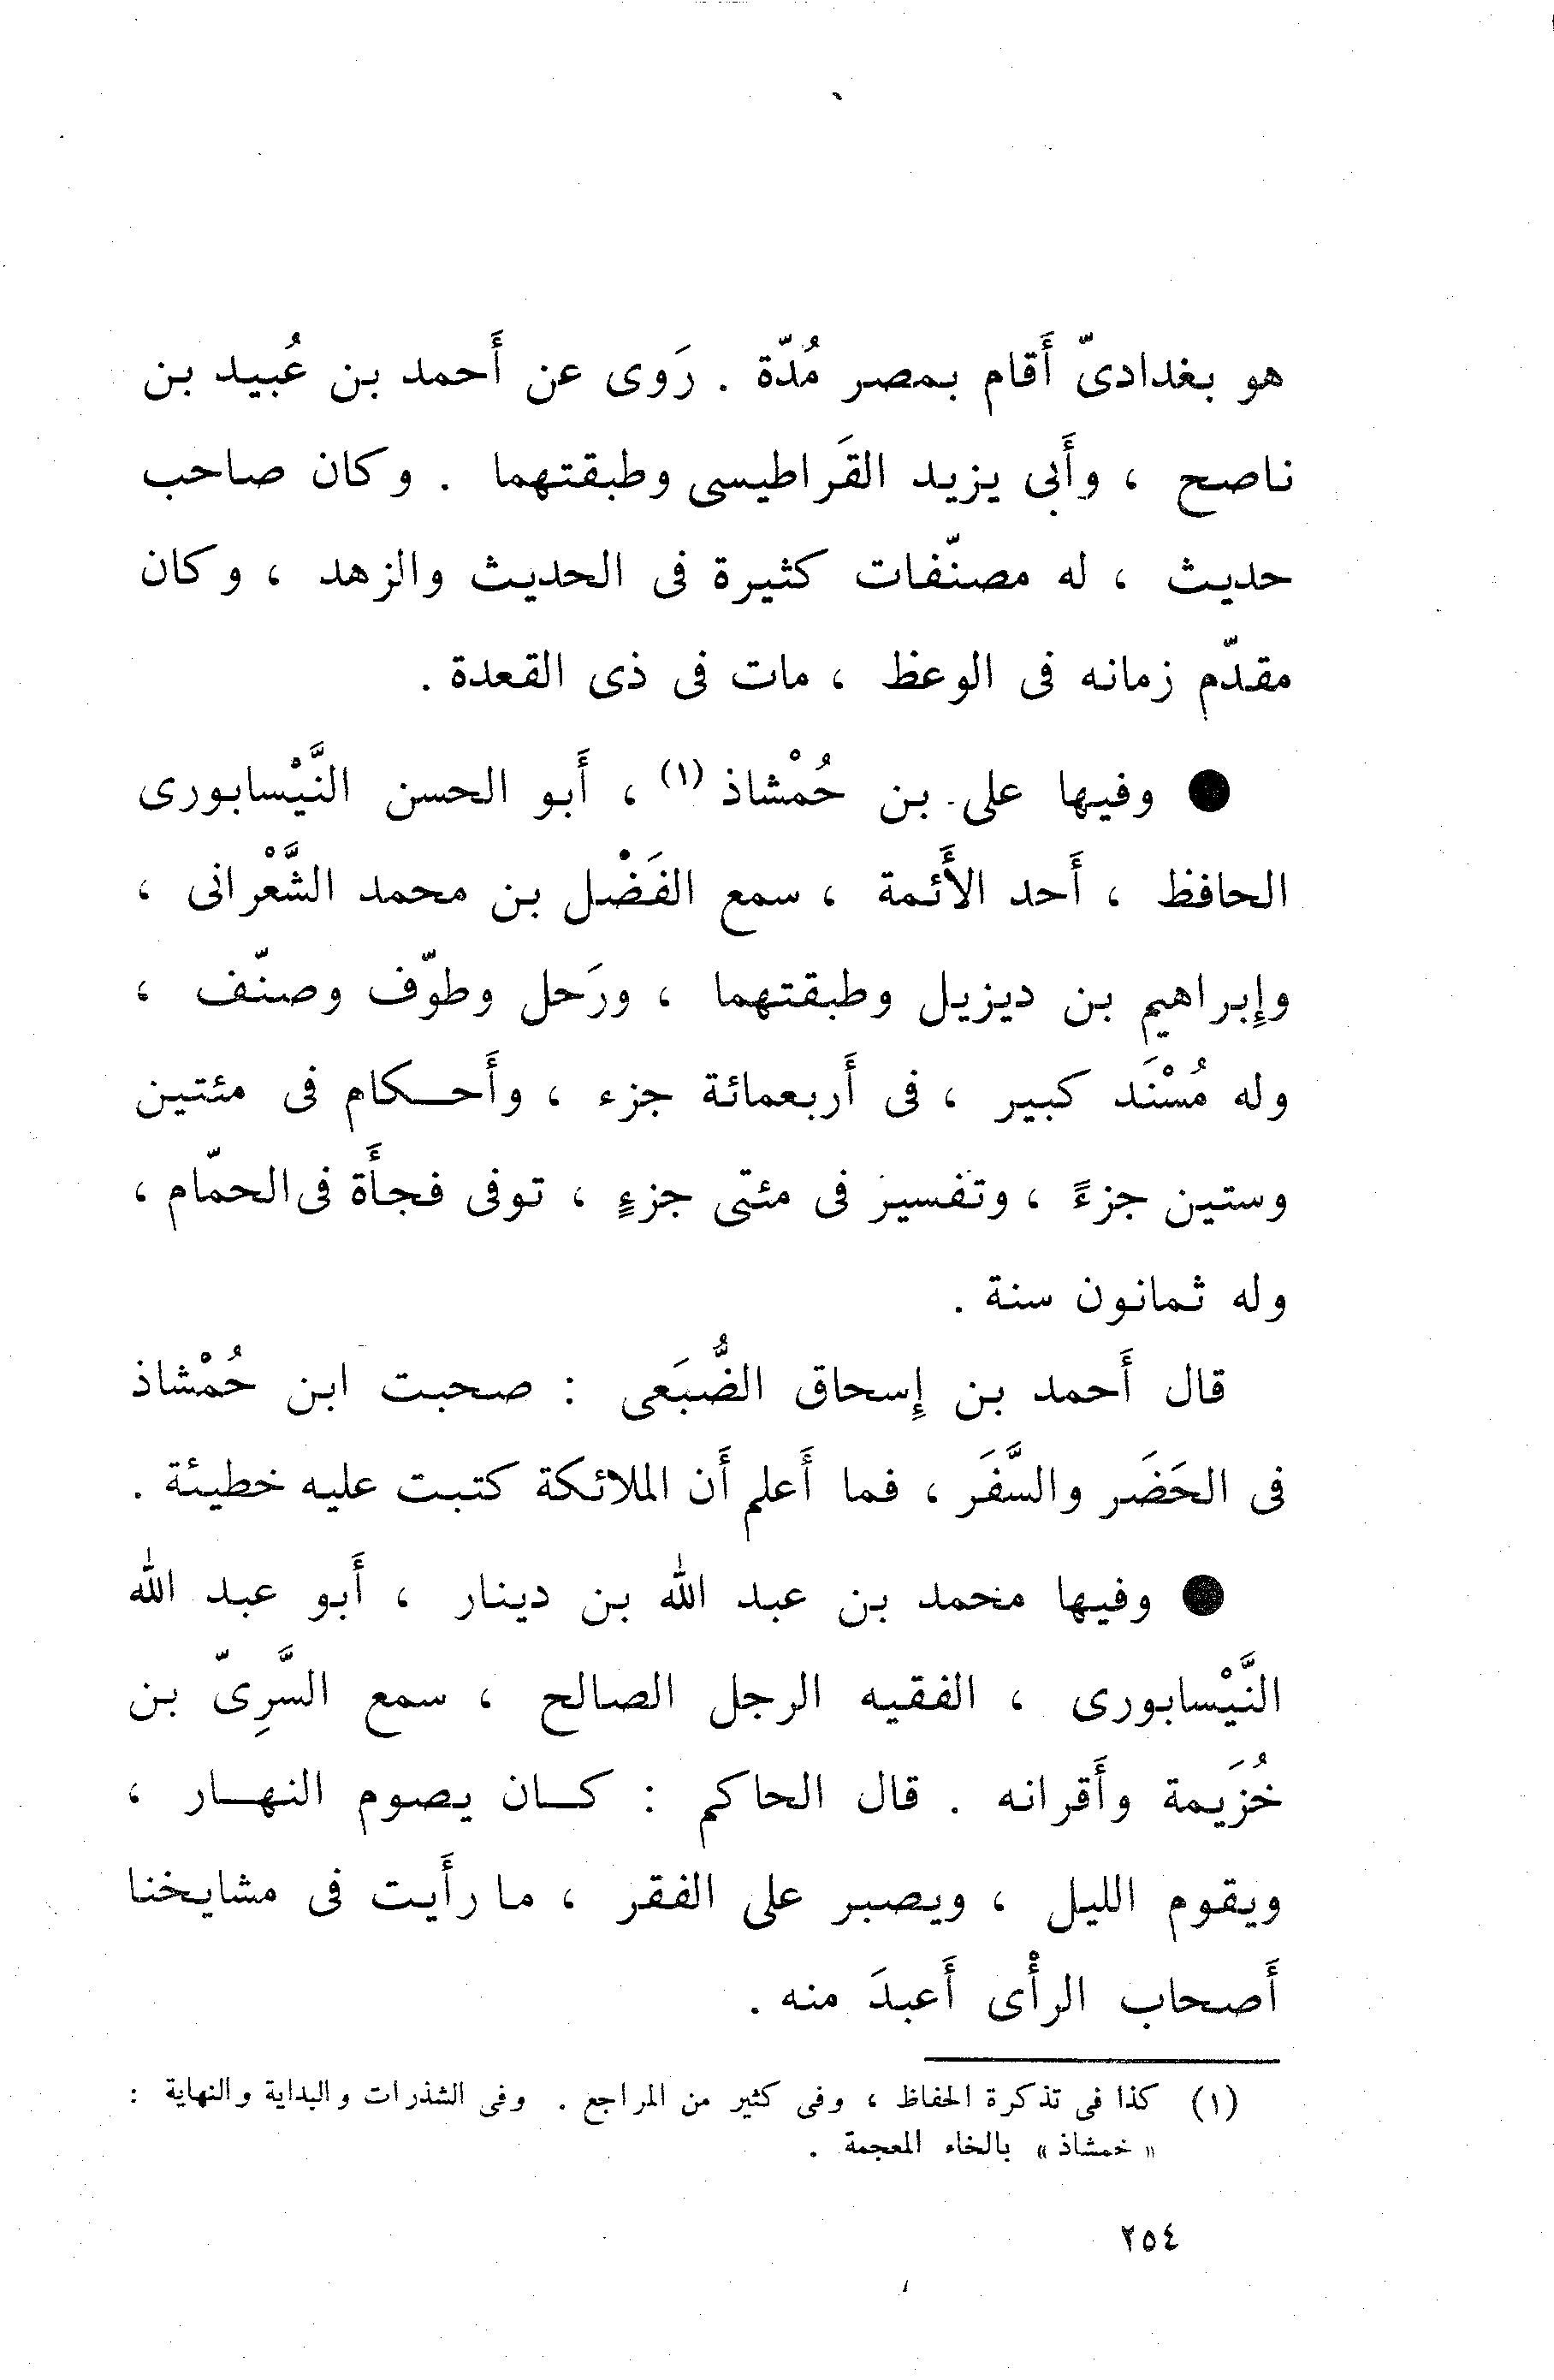 هو بغدادىّ أَقام بمصر مُدّة . رَوى عن أَحمد بن عُبيد بن
ناصح ، وأَبى يزيد القَراطيسى وطبقتهما . وكان صاحب
حديث ، له مصنّفات كثيرة فى الحديث والزهد ، وكان
مقدّم زمانه فى الوعظ ، مات فى ذى القعدة .
● وفيها على بن حُمْشاذ (١) ، أَبو الحسن النَّيْسابورى
الحافظ ، أَحد الأَئمة ، سمع الفَضْل بن محمد الشَّعْرانى ،
وإِبراهيم بن ديزيل وطبقتهما ، ورَحل وطوّف وصنّف ،
وله مُسْنَد كبير ، فى أَربعمائة جزء ، وأَحكام فى مئتين
وستين جزءً ، وتفسير فى مئتى جزءٍ ، توفى فجأَة فى الحمّام ،
وله ثمانون سنة .
قال أَحمد بن إِسحاق الضُّبَعى : صحبت ابن حُمْشاذ
فى الحَضَر والسَّفَر ، فما أَعلم أَن الملائكة كتبت عليه خطيئة .
● وفيها محمد بن عبد الله بن دينار ، أَبو عبد الله
النَّيْسابورى ، الفقيه الرجل الصالح ، سمع السَّرِىّ بن
خُزَيمة وأَقرانه . قال الحاكم : كان يصوم النهار ،
ويقوم الليل ، ويصبر على الفقر ، ما رأَيت فى مشايخنا
أَصحاب الرأْى أَعبدَ منه .
(١) كذا فى تذكرة الحفاظ ، وفى كثير من المراجع . وفى الشذرات والبداية والنهاية :
« خمشاذ » بالخاء المعجمة .
٢٥٤